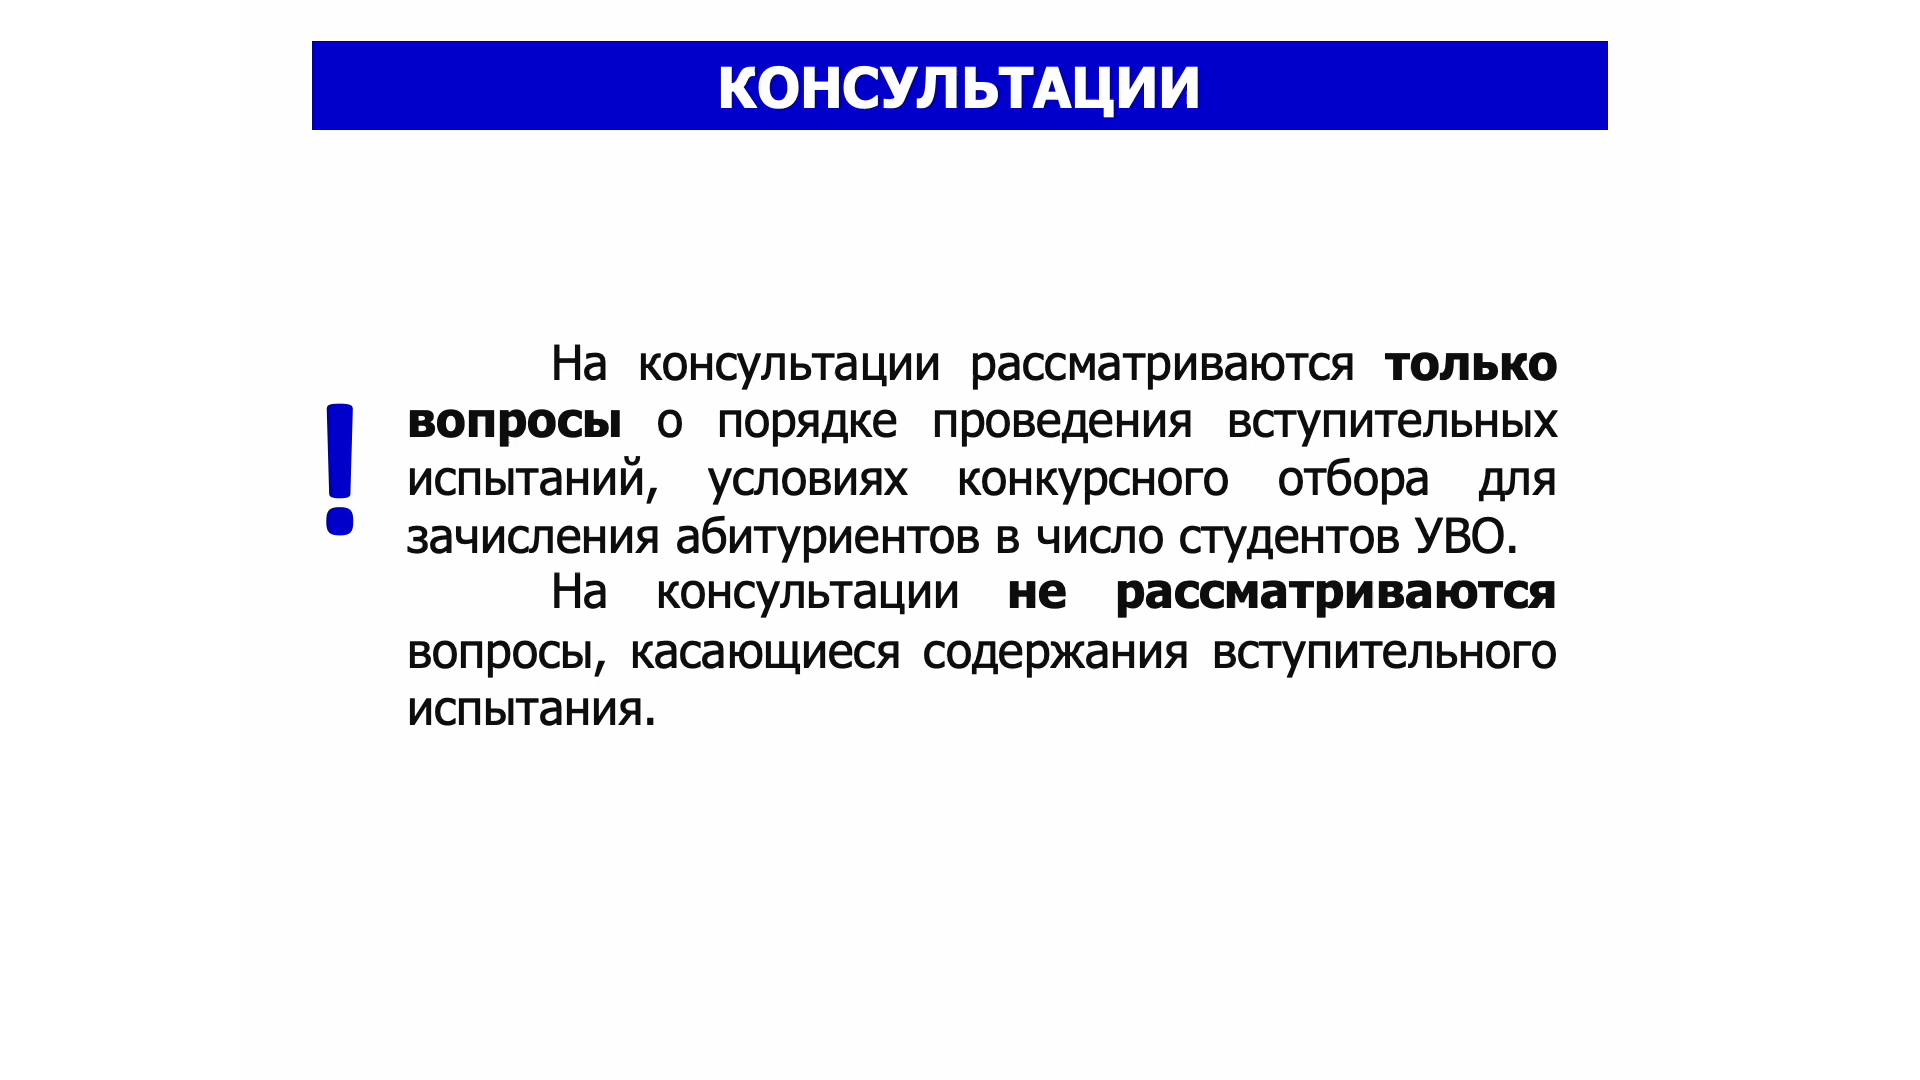 КОНСУЛЬТАЦИИ
На консультации рассматриваются только
вопросы о порядке проведения вступительных
испытаний, условиях конкурсного отбора для
зачисления абитуриентов в число студентов УВО.
!
На консультации не рассматриваются
вопросы, касающиеся содержания вступительного
испытания.